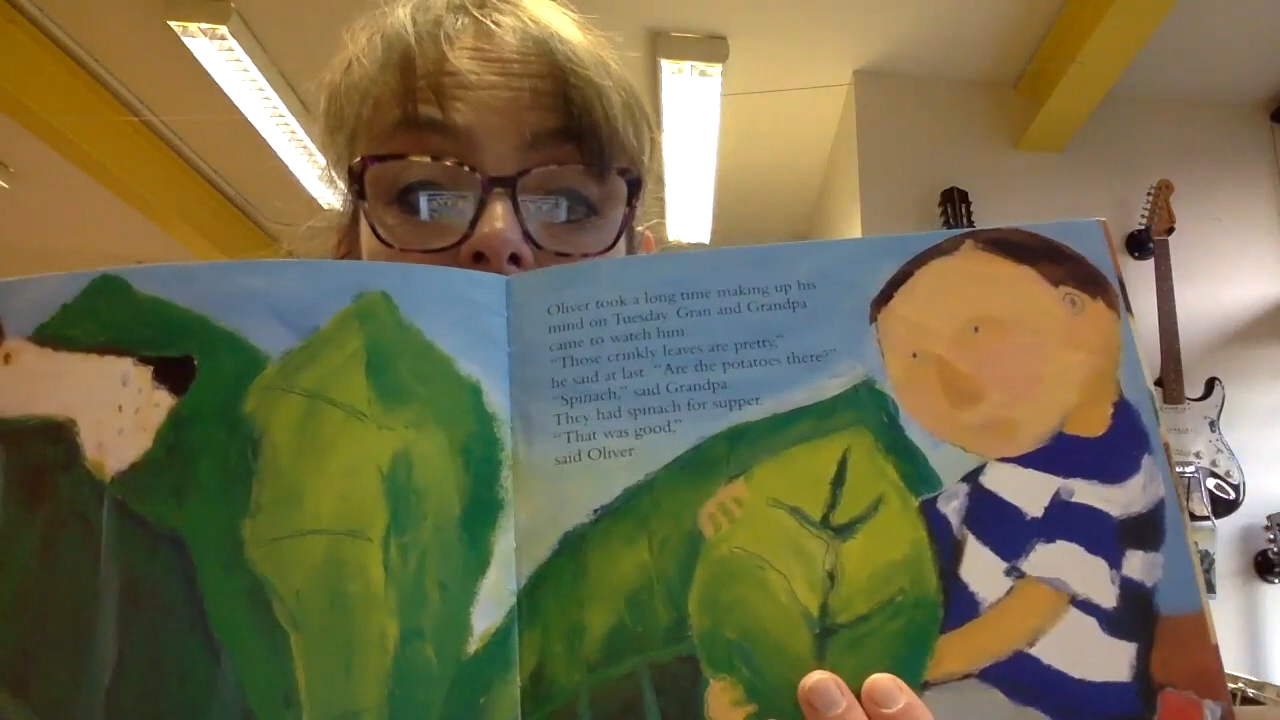 Oliver took a long time making up his
mind on Tuesday. Gran and Grandpa
came to watch him.
“Those crinkly leaves are pretty,”
he said at last. “Are the potatoes there?”
“Spinach,” said Grandpa.
They had spinach for supper.
“That was good,”
said Oliver.